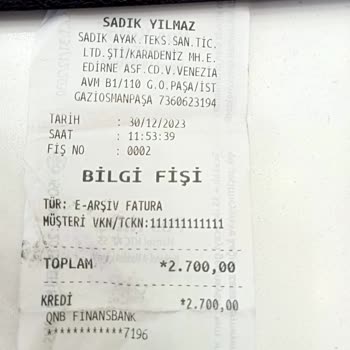 SADIK YILMAZ
SADIK AYAK.TEKS.SAN.TİC.
LTD.ŞTİ/KARADENİZ MH.E.
EDİRNE ASF.CD.V.VENEZIA
AVM B1/110 G.O.PAŞA/İST
GAZİOSMANPAŞA 7360623194
TARİH : 30/12/2023
SAAT : 11:53:39
FİŞ NO : 0002
BİLGİ FİŞİ
TÜR: E-ARŞIV FATURA
MÜŞTERİ VKN/TCKN:111111111111
TOPLAM *2.700,00
KREDİ *2.700,00
QNB FİNANSBANK
************7196